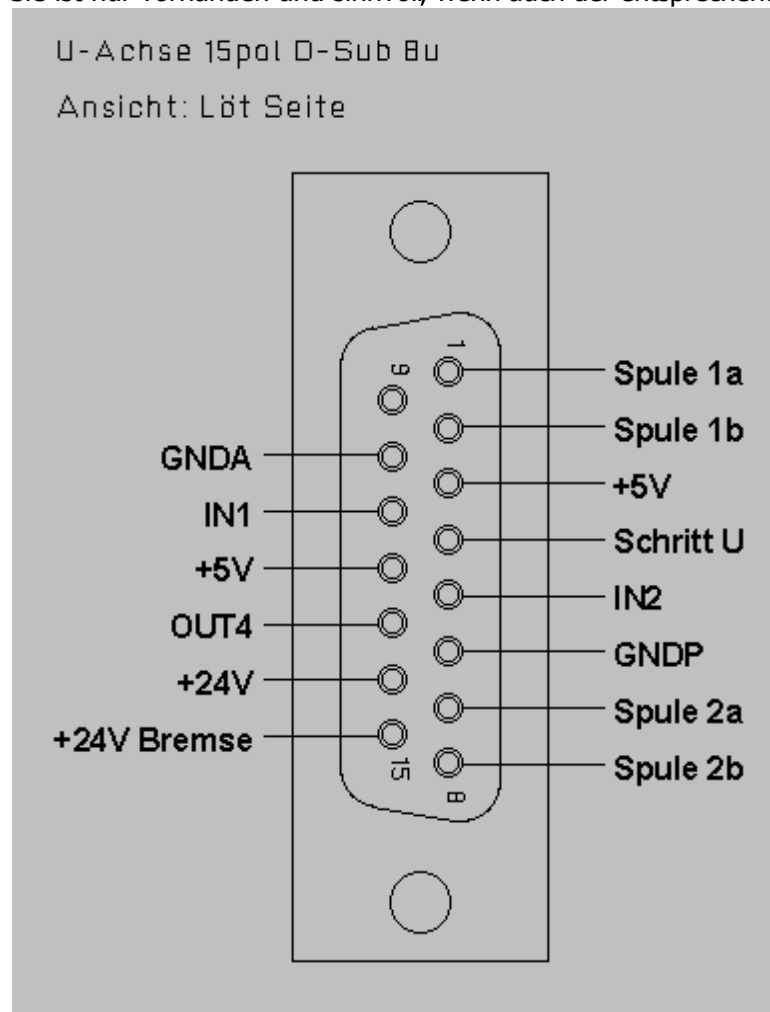 U-Achse 15pol D-Sub Bu
Ansicht: Löt Seite
1
9
Spule 1a
Spule 1b
GNDA
+5V
IN1
Schritt U
+5V
IN2
OUT4
GNDP
+24V
Spule 2a
+24V Bremse
Spule 2b
15
8